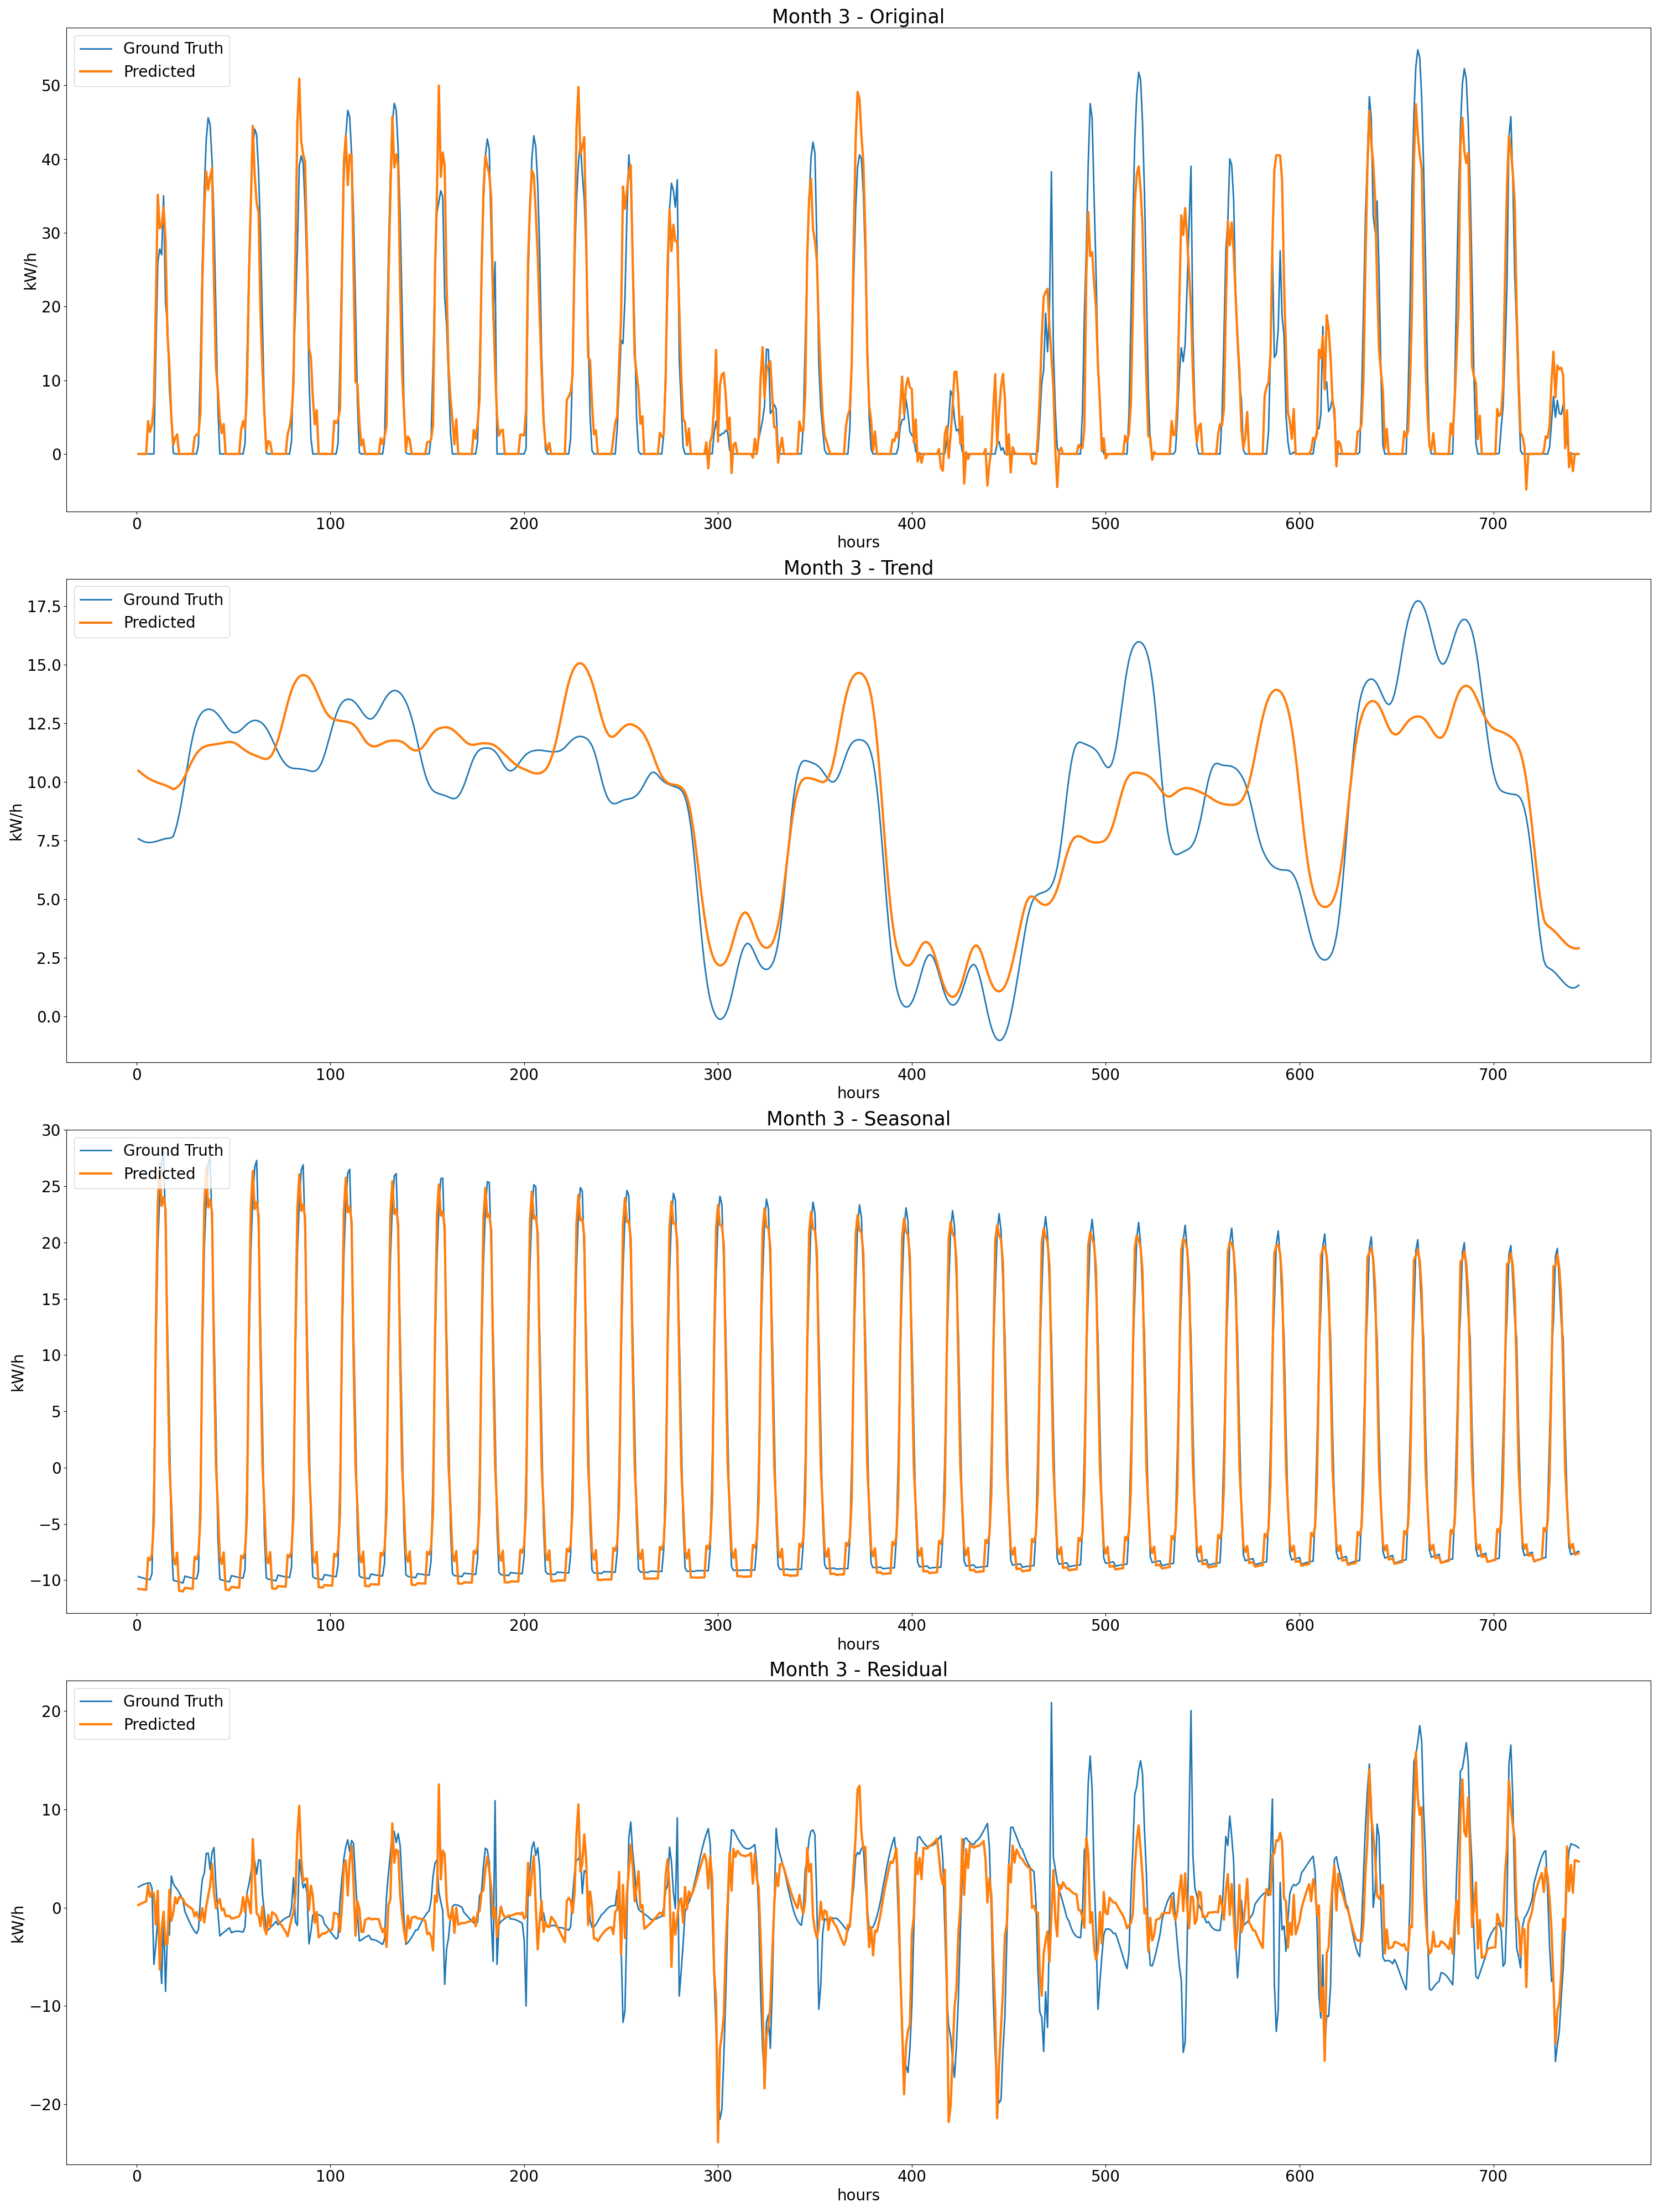 Month 3 - Original
Ground Truth
Predicted
50
40
30
20
10
0
kW/h
0 100 200 300 400 500 600 700
hours
Month 3 - Trend
Ground Truth
Predicted
17.5
15.0
12.5
10.0
7.5
5.0
2.5
0.0
kW/h
0 100 200 300 400 500 600 700
hours
Month 3 - Seasonal
Ground Truth
Predicted
30
25
20
15
10
5
0
−5
−10
kW/h
0 100 200 300 400 500 600 700
hours
Month 3 - Residual
Ground Truth
Predicted
20
10
0
−10
−20
kW/h
0 100 200 300 400 500 600 700
hours